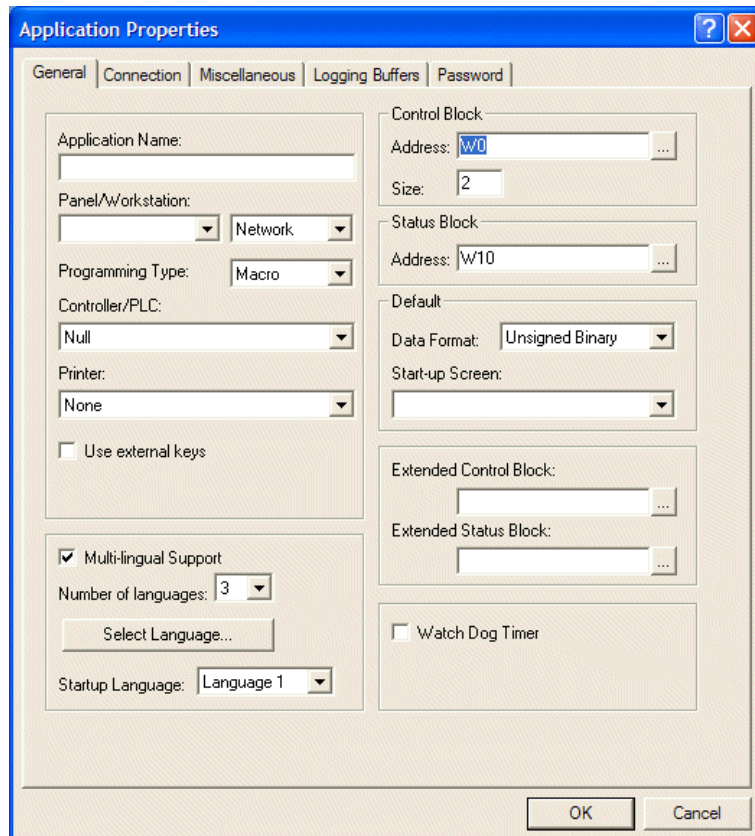 Application Properties
General
Connection
Miscellaneous
Logging Buffers
Password
Application Name:
Panel/Workstation:
Network
Programming Type:
Macro
Controller/PLC:
Null
Printer:
None
Use external keys
Multi-lingual Support
Number of languages: 3
Select Language...
Startup Language: Language 1
Control Block
Address: W0 ...
Size: 2
Status Block
Address: W10 ...
Default
Data Format: Unsigned Binary
Start-up Screen:
Extended Control Block:
...
Extended Status Block:
...
Watch Dog Timer
OK
Cancel